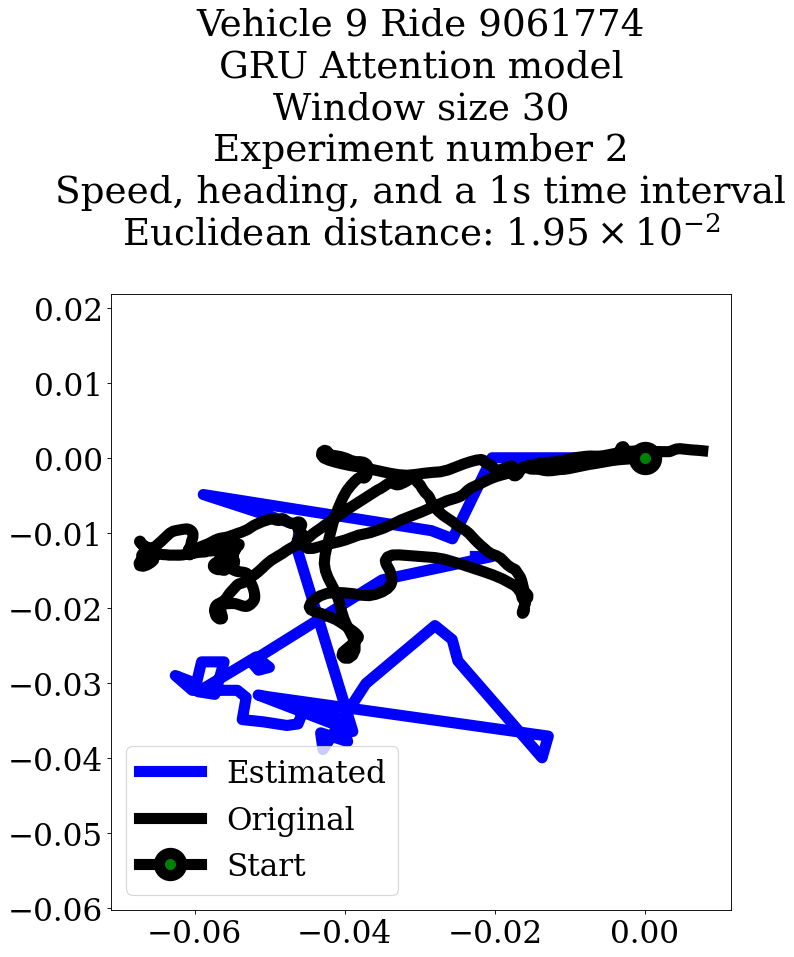 Vehicle 9 Ride 9061774
GRU Attention model
Window size 30
Experiment number 2
Speed, heading, and a 1s time interval
Euclidean distance: 1.95 × 10⁻²
0.02
0.01
0.00
−0.01
−0.02
−0.03
−0.04
−0.05
−0.06
Estimated
Original
Start
−0.06 −0.04 −0.02 0.00